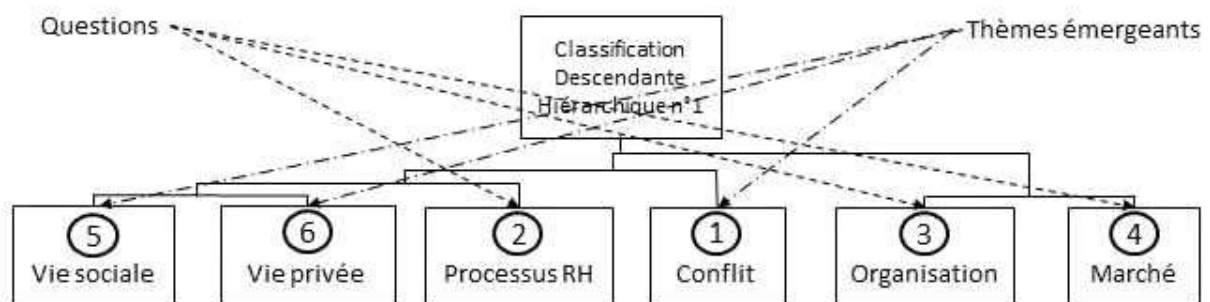 Questions
Classification
Descendante
Hiérarchique n°1
Thèmes émergeants
5
Vie sociale
6
Vie privée
2
Processus RH
1
Conflit
3
Organisation
4
Marché